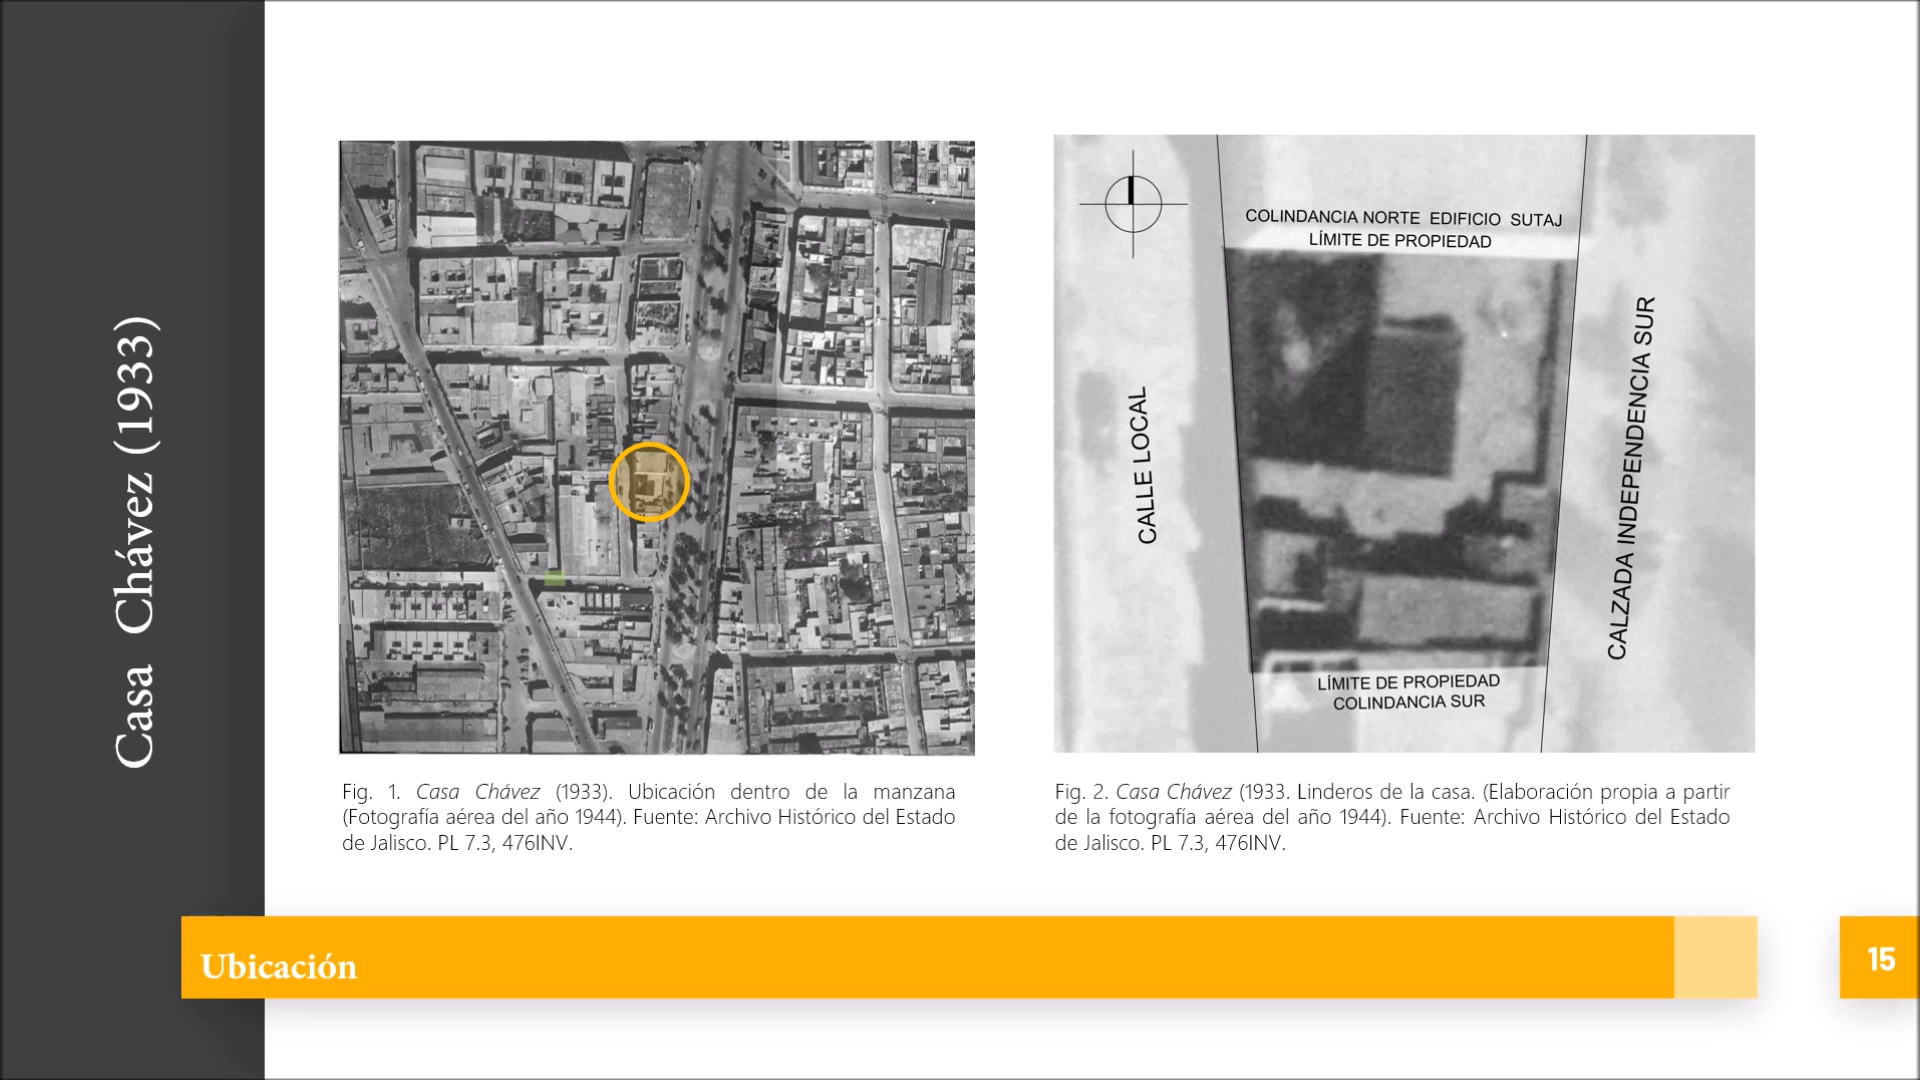 Casa Chávez (1933)
COLINDANCIA NORTE EDIFICIO SUTAJ
LÍMITE DE PROPIEDAD
CALLE LOCAL
CALZADA INDEPENDENCIA SUR
LÍMITE DE PROPIEDAD
COLINDANCIA SUR
Fig. 1. Casa Chávez (1933). Ubicación dentro de la manzana
(Fotografía aérea del año 1944). Fuente: Archivo Histórico del Estado
de Jalisco. PL 7.3, 476INV.
Fig. 2. Casa Chávez (1933. Linderos de la casa. (Elaboración propia a partir
de la fotografía aérea del año 1944). Fuente: Archivo Histórico del Estado
de Jalisco. PL 7.3, 476INV.
Ubicación
15